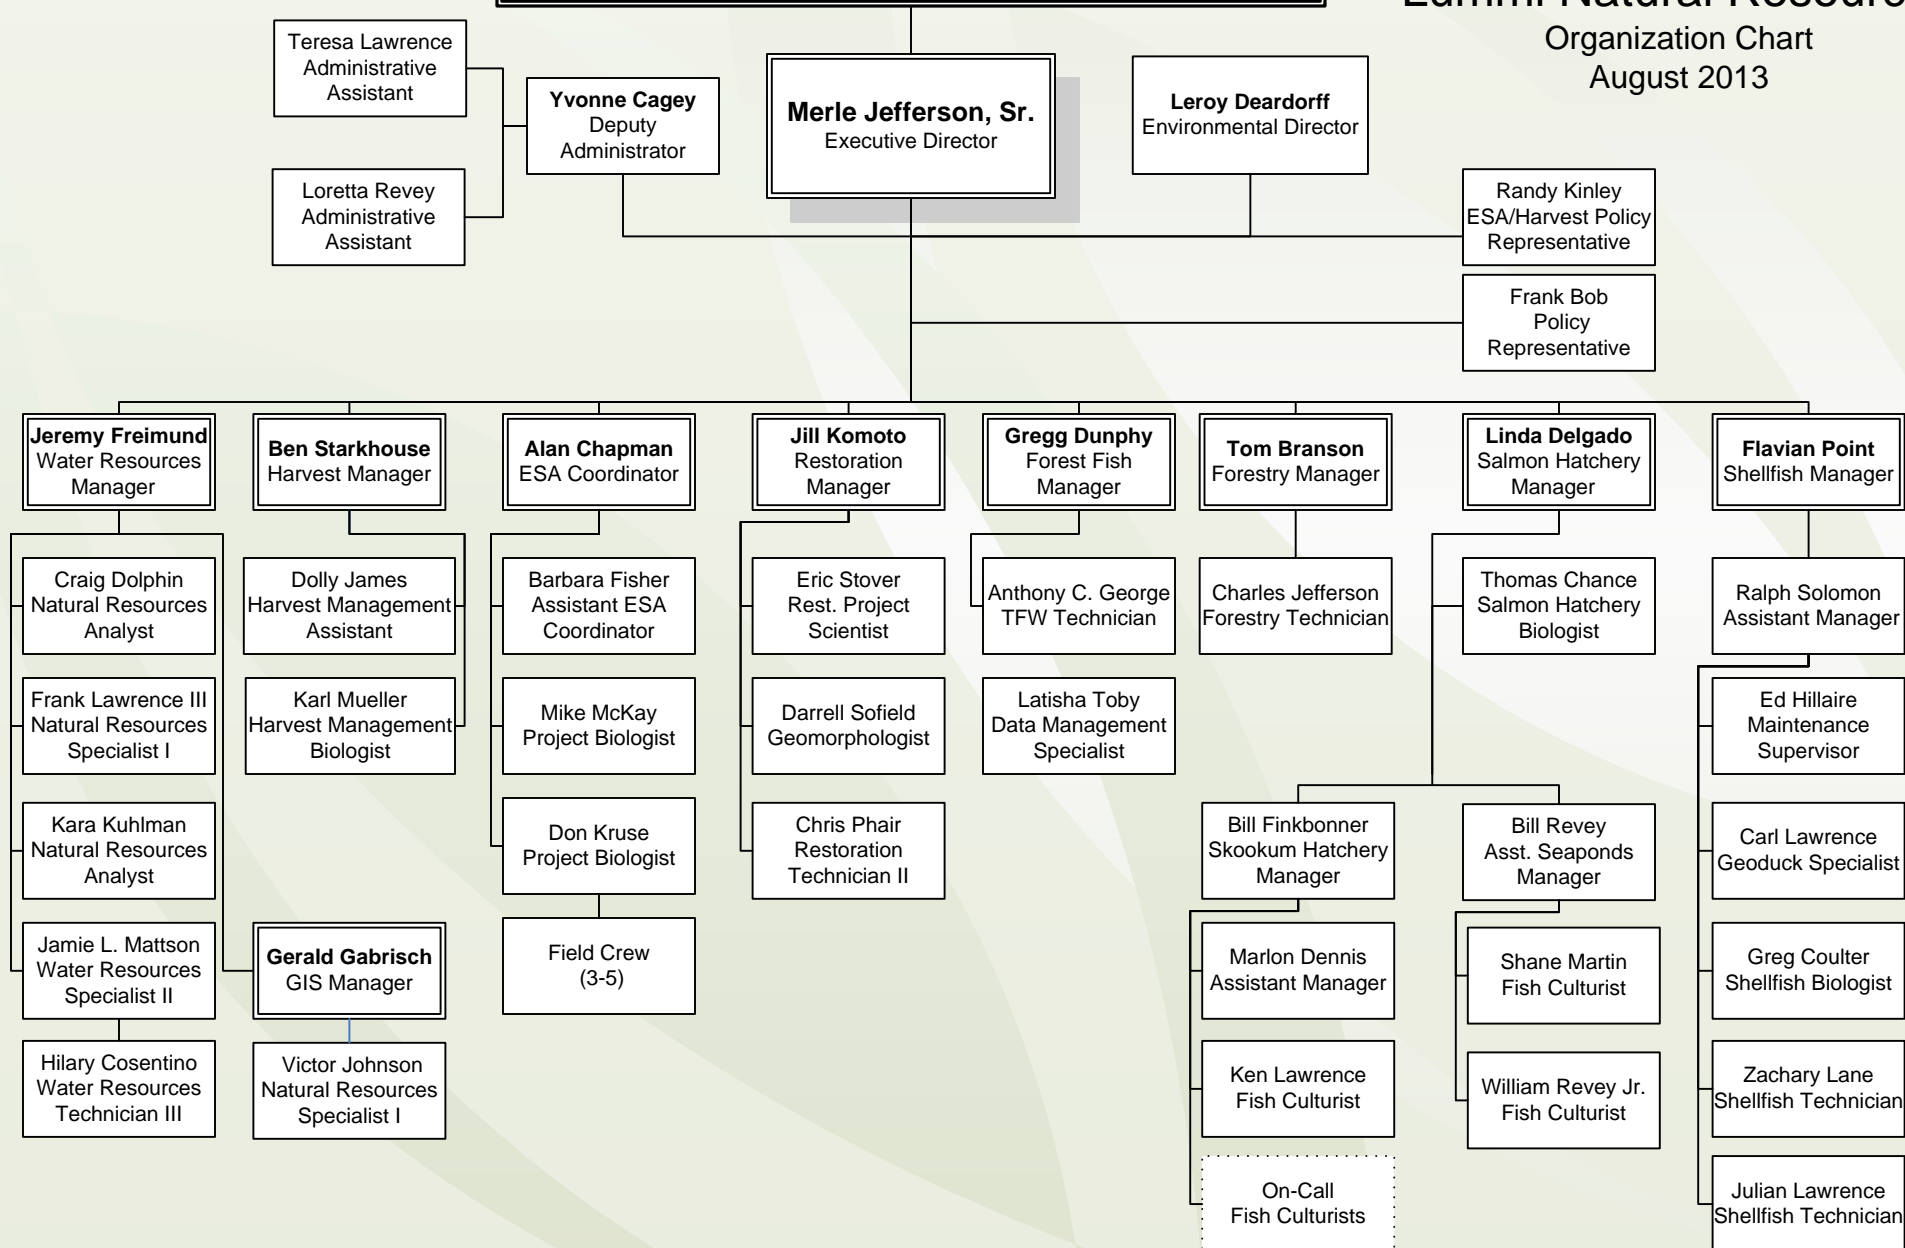 Lummi Natural Resour
Organization Chart
August 2013
Teresa Lawrence
Administrative
Assistant
Yvonne Cagey
Deputy
Administrator
Merle Jefferson, Sr.
Executive Director
Leroy Deardorff
Environmental Director
Loretta Revey
Administrative
Assistant
Randy Kinley
ESA/Harvest Policy
Representative
Frank Bob
Policy
Representative
Jeremy Freimund
Water Resources
Manager
Ben Starkhouse
Harvest Manager
Alan Chapman
ESA Coordinator
Jill Komoto
Restoration
Manager
Gregg Dunphy
Forest Fish
Manager
Tom Branson
Forestry Manager
Linda Delgado
Salmon Hatchery
Manager
Flavian Point
Shellfish Manager
Craig Dolphin
Natural Resources
Analyst
Dolly James
Harvest Management
Assistant
Barbara Fisher
Assistant ESA
Coordinator
Eric Stover
Rest. Project
Scientist
Anthony C. George
TFW Technician
Charles Jefferson
Forestry Technician
Thomas Chance
Salmon Hatchery
Biologist
Ralph Solomon
Assistant Manager
Frank Lawrence III
Natural Resources
Specialist I
Karl Mueller
Harvest Management
Biologist
Mike McKay
Project Biologist
Darrell Sofield
Geomorphologist
Latisha Toby
Data Management
Specialist
Ed Hillaire
Maintenance
Supervisor
Kara Kuhlman
Natural Resources
Analyst
Don Kruse
Project Biologist
Chris Phair
Restoration
Technician II
Bill Finkbonner
Skookum Hatchery
Manager
Bill Revey
Asst. Seaponds
Manager
Carl Lawrence
Geoduck Specialist
Jamie L. Mattson
Water Resources
Specialist II
Gerald Gabrisch
GIS Manager
Field Crew
(3-5)
Marlon Dennis
Assistant Manager
Shane Martin
Fish Culturist
Greg Coulter
Shellfish Biologist
Hilary Cosentino
Water Resources
Technician III
Victor Johnson
Natural Resources
Specialist I
Ken Lawrence
Fish Culturist
William Revey Jr.
Fish Culturist
Zachary Lane
Shellfish Technician
On-Call
Fish Culturists
Julian Lawrence
Shellfish Technician